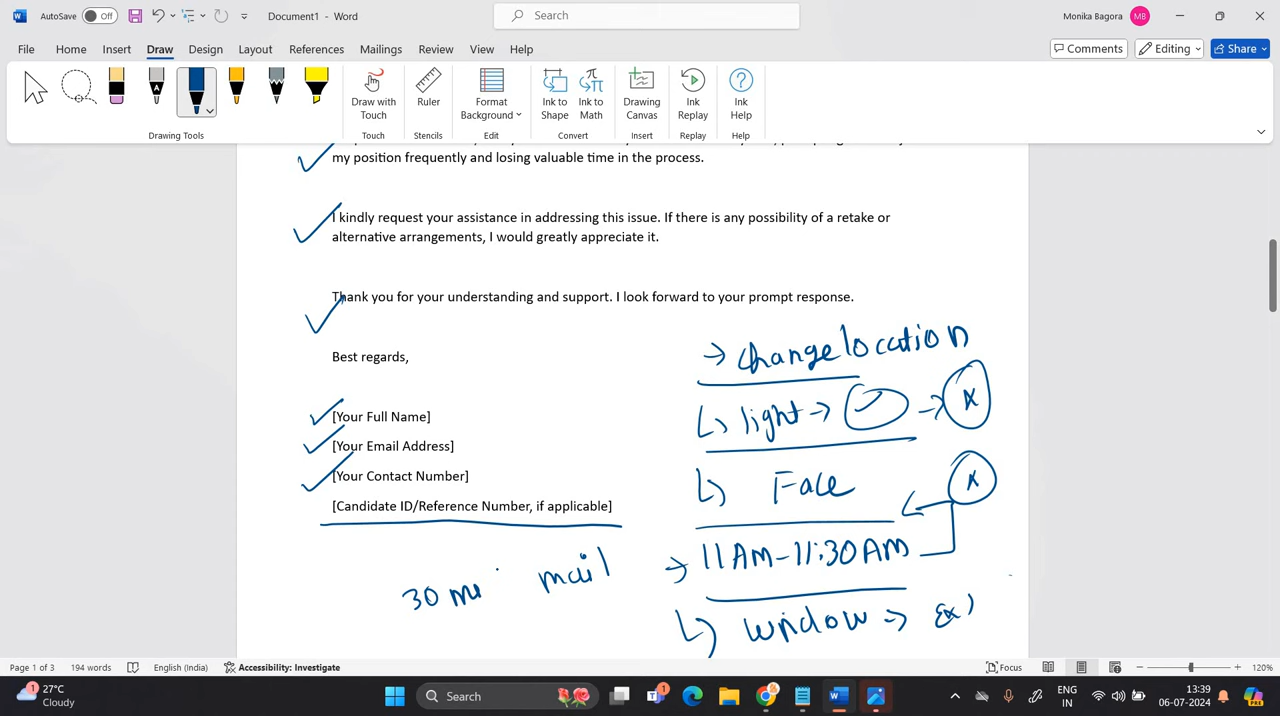 AutoSave Off Document1 - Word Search Monika Bagora MB
File Home Insert Draw Design Layout References Mailings Review View Help Comments Editing Share
Draw with Touch Ruler Format Background Ink to Shape Ink to Math Drawing Canvas Ink Replay Ink Help
Drawing Tools Touch Stencils Edit Convert Insert Replay Help
my position frequently and losing valuable time in the process.
I kindly request your assistance in addressing this issue. If there is any possibility of a retake or
alternative arrangements, I would greatly appreciate it.
Thank you for your understanding and support. I look forward to your prompt response.
Best regards,
[Your Full Name]
[Your Email Address]
[Your Contact Number]
[Candidate ID/Reference Number, if applicable]
→ change location
light →
Face
→ 11AM-11:30AM
30 mail
window →
Page 1 of 3 194 words English (India) Accessibility: Investigate Focus 120%
27°C
Cloudy
Search
ENG
IN
13:39
06-07-2024